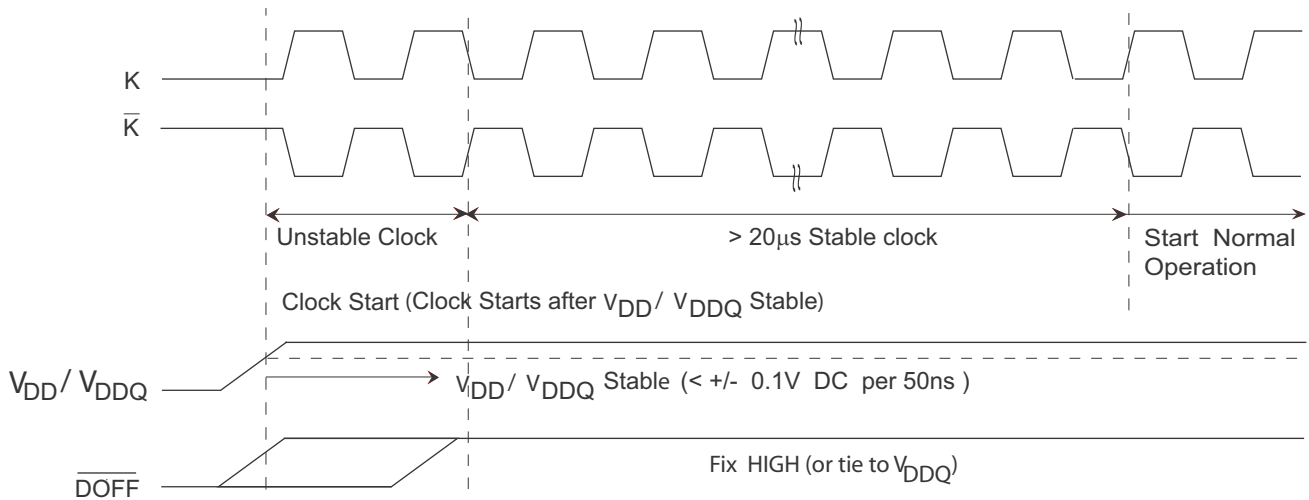 K
K̅
Unstable Clock
> 20μs Stable clock
Start Normal
Operation
Clock Start (Clock Starts after VDD / VDDQ Stable)
VDD / VDDQ
VDD / VDDQ Stable (< +/- 0.1V DC per 50ns )
D̅O̅F̅F̅
Fix HIGH (or tie to VDDQ)